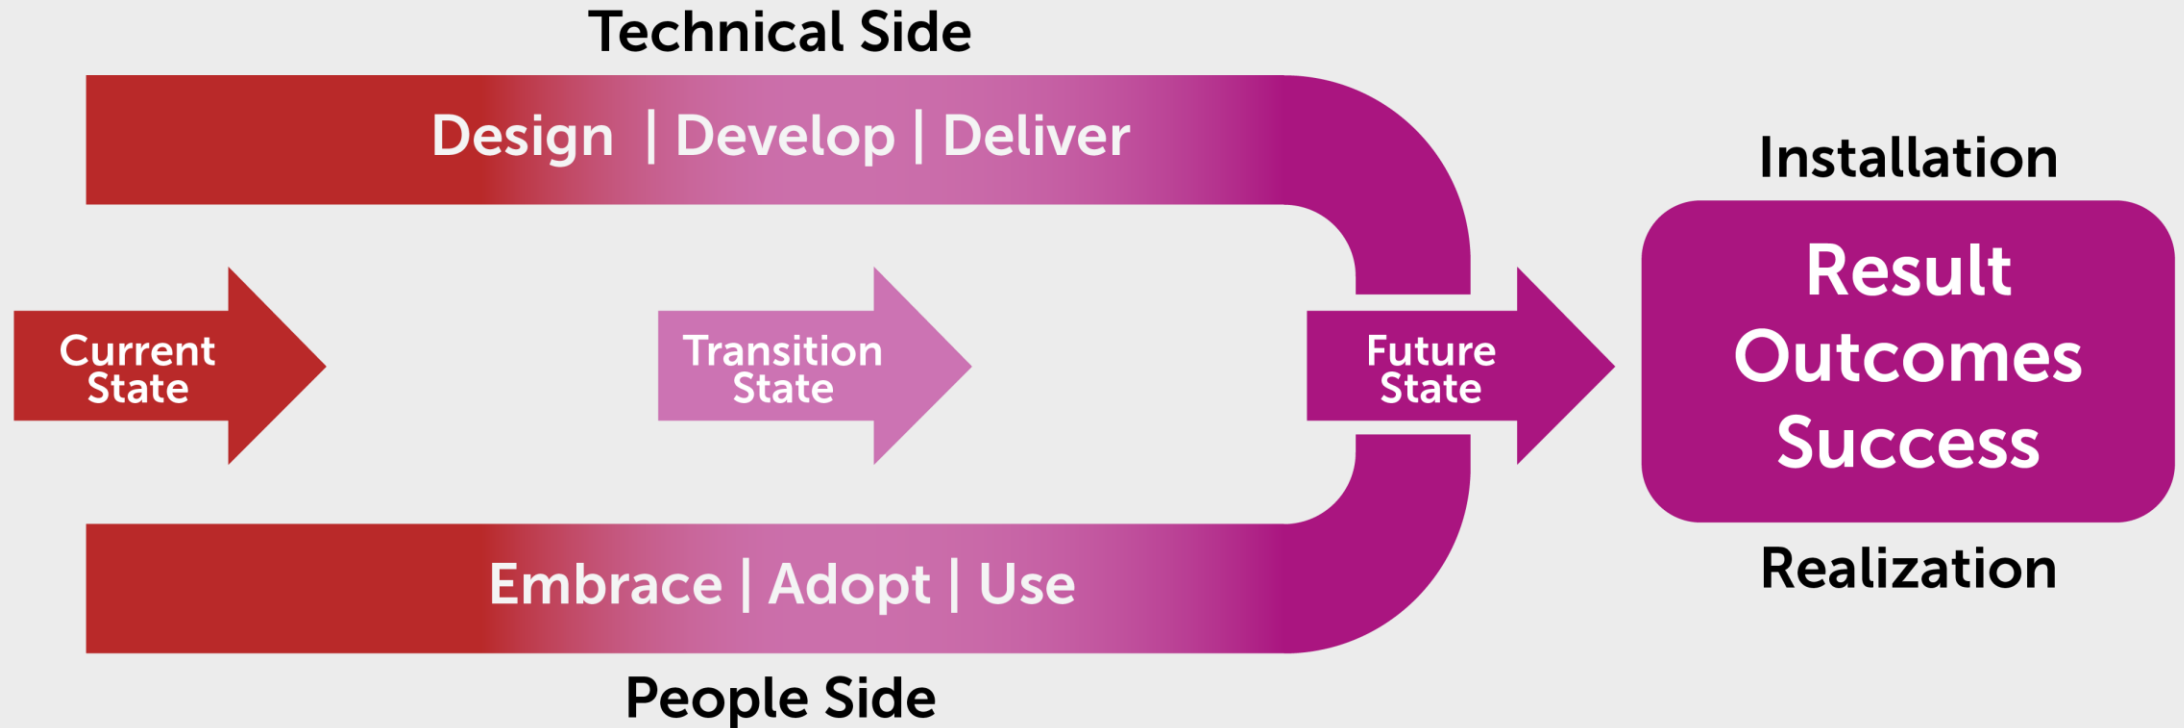 Technical Side
Design | Develop | Deliver
Installation
Result
Outcomes
Success
Current
State
Transition
State
Future
State
Realization
Embrace | Adopt | Use
People Side